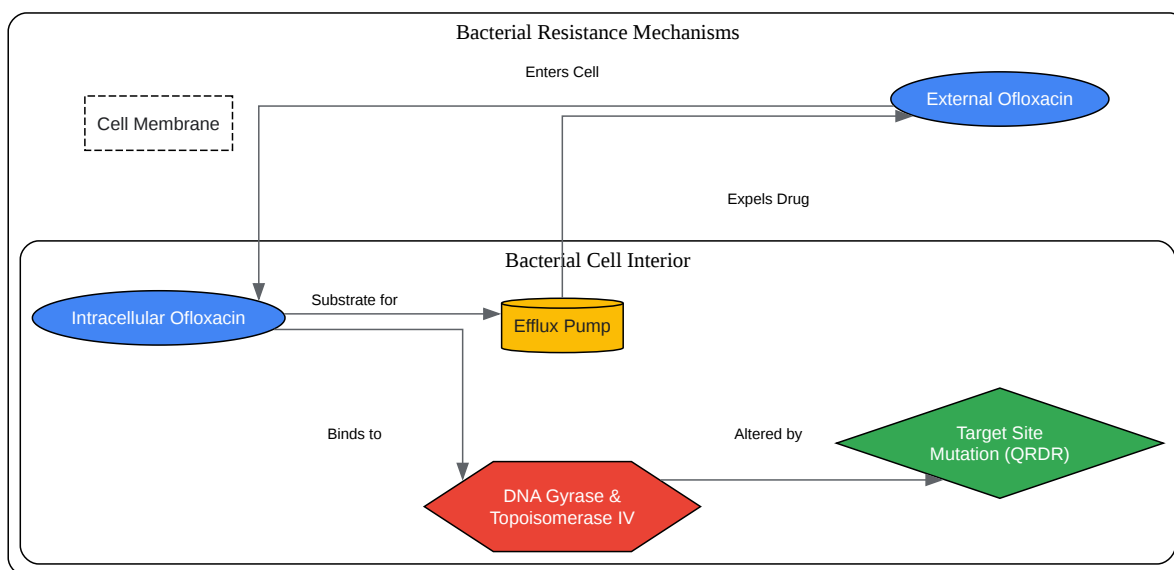 Bacterial Resistance Mechanisms
Enters Cell
External Ofloxacin
Cell Membrane
Expels Drug
Bacterial Cell Interior
Substrate for
Intracellular Ofloxacin
Efflux Pump
Binds to
Altered by
Target Site
Mutation (QRDR)
DNA Gyrase &
Topoisomerase IV